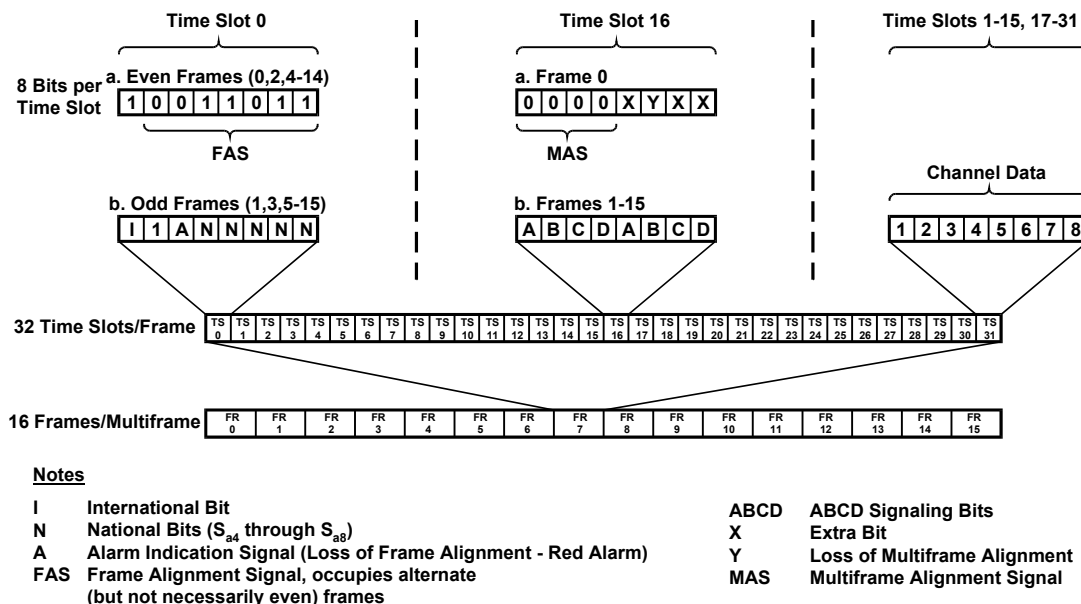 Time Slot 0
Time Slot 16
Time Slots 1-15, 17-31
8 Bits per
Time Slot
a. Even Frames (0,2,4-14)
1 0 0 1 1 0 1 1
FAS
a. Frame 0
0 0 0 0 X Y X X
MAS
b. Odd Frames (1,3,5-15)
I 1 A N N N N N
b. Frames 1-15
A B C D A B C D
Channel Data
1 2 3 4 5 6 7 8
32 Time Slots/Frame
TS TS TS TS TS TS TS TS TS TS TS TS TS TS TS TS TS TS TS TS TS TS TS TS TS TS TS TS TS TS TS TS
0 1 2 3 4 5 6 7 8 9 10 11 12 13 14 15 16 17 18 19 20 21 22 23 24 25 26 27 28 29 30 31
16 Frames/Multiframe
FR FR FR FR FR FR FR FR FR FR FR FR FR FR FR FR
0 1 2 3 4 5 6 7 8 9 10 11 12 13 14 15
Notes
I International Bit
N National Bits (Sa4 through Sa8)
A Alarm Indication Signal (Loss of Frame Alignment - Red Alarm)
FAS Frame Alignment Signal, occupies alternate
(but not necessarily even) frames
ABCD ABCD Signaling Bits
X Extra Bit
Y Loss of Multiframe Alignment
MAS Multiframe Alignment Signal